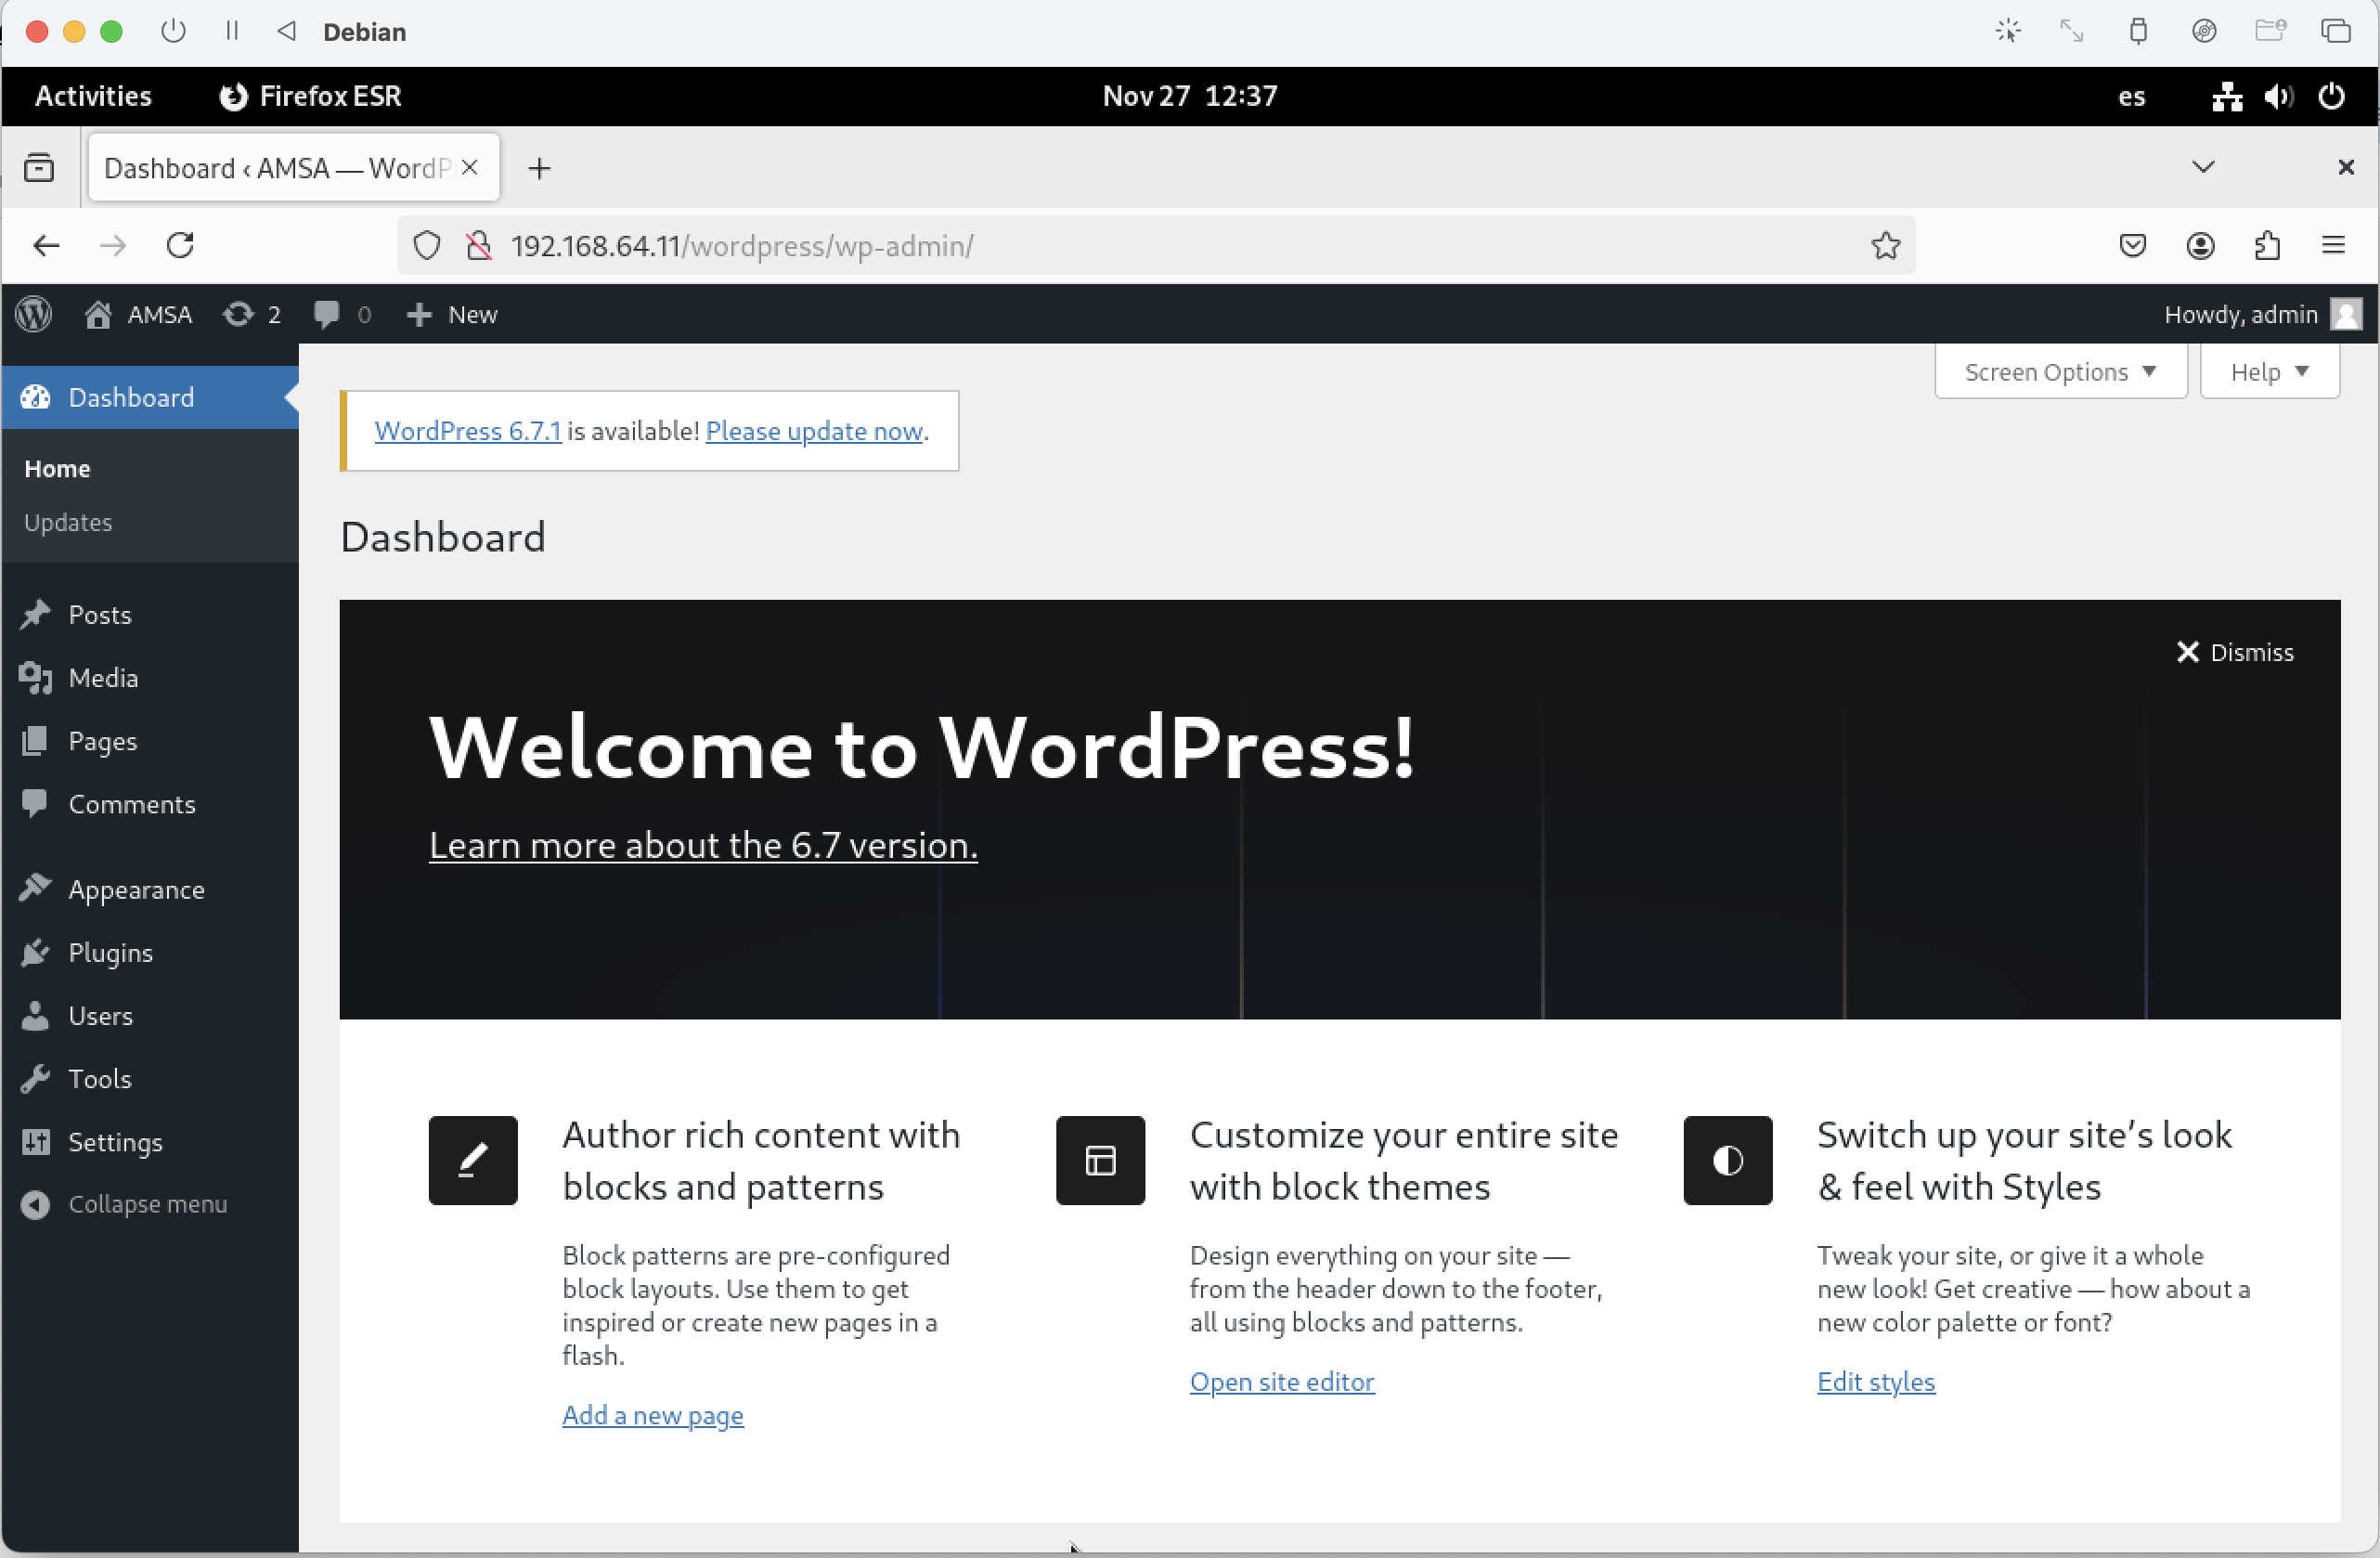 Debian
Activities Firefox ESR Nov 27 12:37 es
Dashboard ‹ AMSA — WordP
192.168.64.11/wordpress/wp-admin/
AMSA 2 0 New Howdy, admin
Screen Options Help
Dashboard
Home
Updates
Posts
Media
Pages
Comments
Appearance
Plugins
Users
Tools
Settings
Collapse menu
WordPress 6.7.1 is available! Please update now.
Dashboard
Dismiss
Welcome to WordPress!
Learn more about the 6.7 version.
Author rich content with
blocks and patterns
Block patterns are pre-configured
block layouts. Use them to get
inspired or create new pages in a
flash.
Add a new page
Customize your entire site
with block themes
Design everything on your site —
from the header down to the footer,
all using blocks and patterns.
Open site editor
Switch up your site’s look
& feel with Styles
Tweak your site, or give it a whole
new look! Get creative — how about a
new color palette or font?
Edit styles